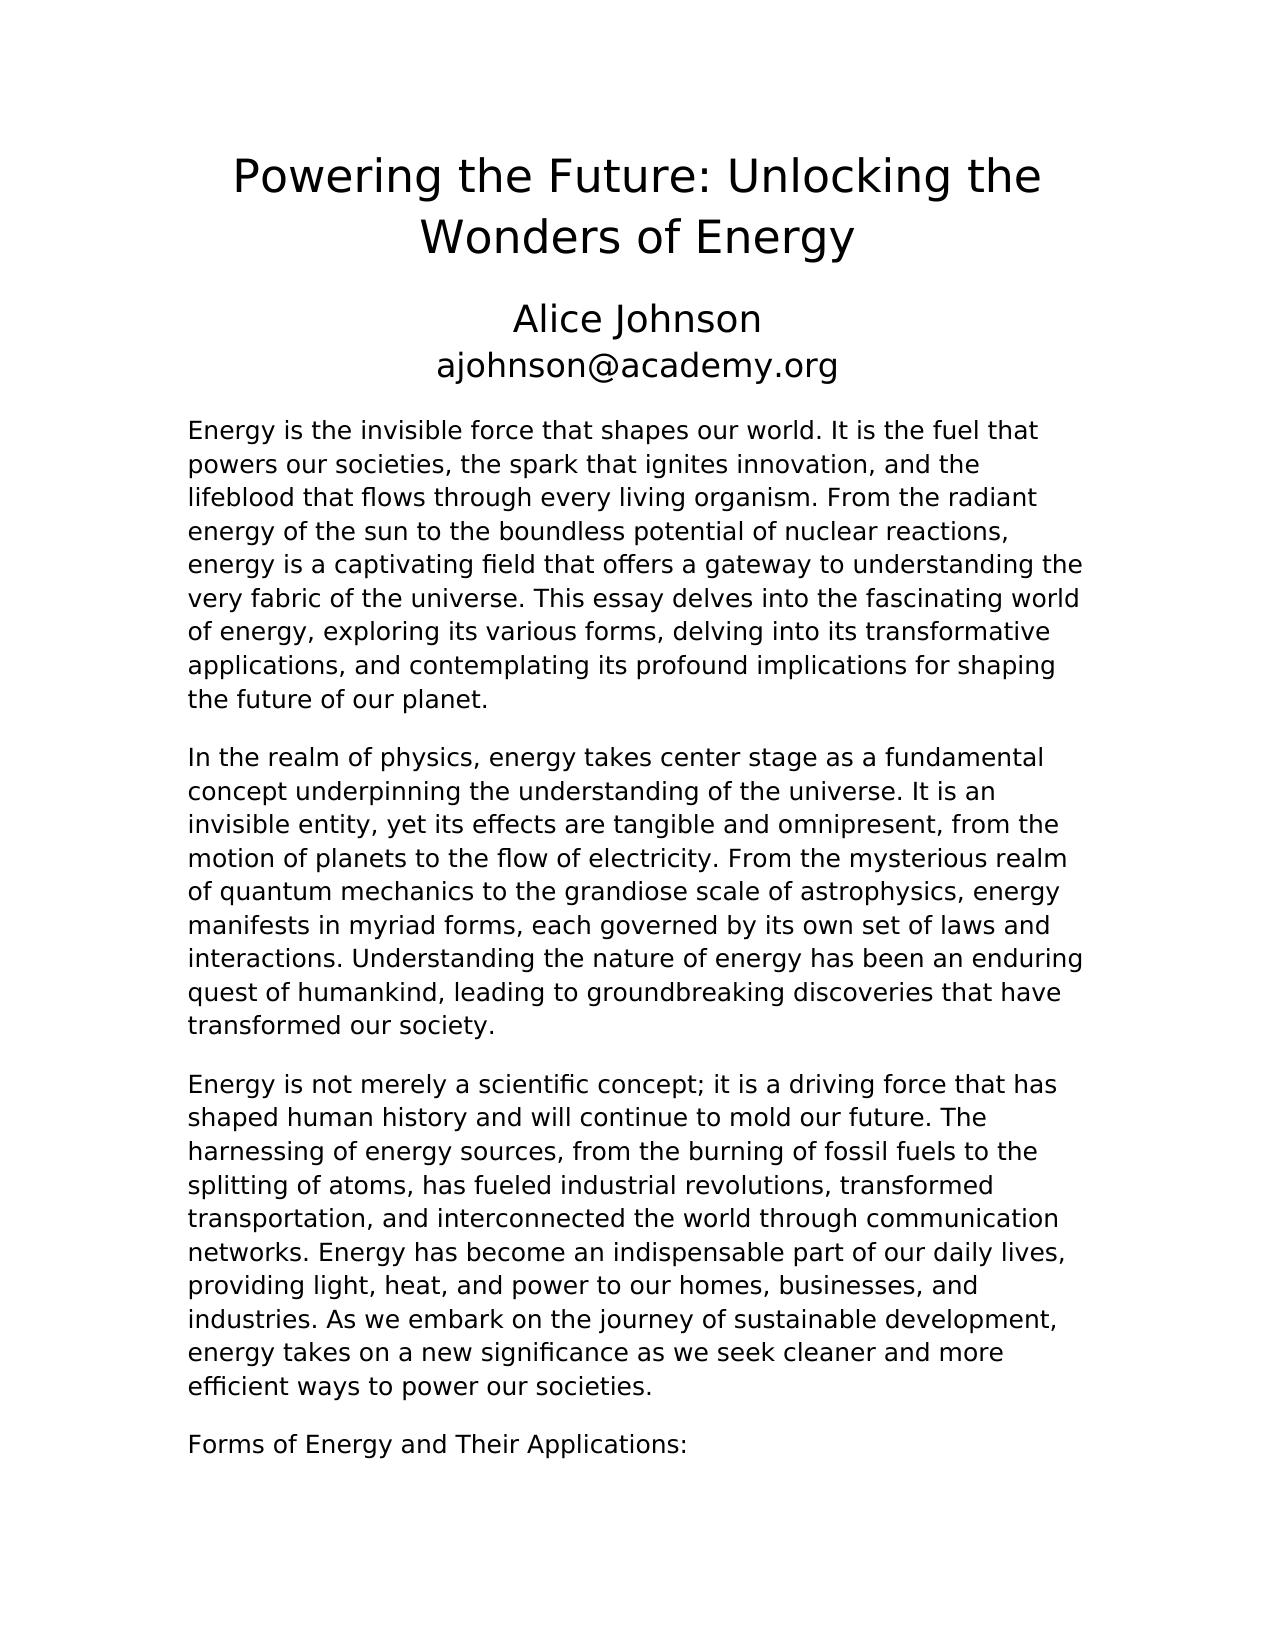 Powering the Future: Unlocking the
Wonders of Energy
Alice Johnson
ajohnson@academy.org
Energy is the invisible force that shapes our world. It is the fuel that
powers our societies, the spark that ignites innovation, and the
lifeblood that flows through every living organism. From the radiant
energy of the sun to the boundless potential of nuclear reactions,
energy is a captivating field that offers a gateway to understanding the
very fabric of the universe. This essay delves into the fascinating world
of energy, exploring its various forms, delving into its transformative
applications, and contemplating its profound implications for shaping
the future of our planet.
In the realm of physics, energy takes center stage as a fundamental
concept underpinning the understanding of the universe. It is an
invisible entity, yet its effects are tangible and omnipresent, from the
motion of planets to the flow of electricity. From the mysterious realm
of quantum mechanics to the grandiose scale of astrophysics, energy
manifests in myriad forms, each governed by its own set of laws and
interactions. Understanding the nature of energy has been an enduring
quest of humankind, leading to groundbreaking discoveries that have
transformed our society.
Energy is not merely a scientific concept; it is a driving force that has
shaped human history and will continue to mold our future. The
harnessing of energy sources, from the burning of fossil fuels to the
splitting of atoms, has fueled industrial revolutions, transformed
transportation, and interconnected the world through communication
networks. Energy has become an indispensable part of our daily lives,
providing light, heat, and power to our homes, businesses, and
industries. As we embark on the journey of sustainable development,
energy takes on a new significance as we seek cleaner and more
efficient ways to power our societies.
Forms of Energy and Their Applications: